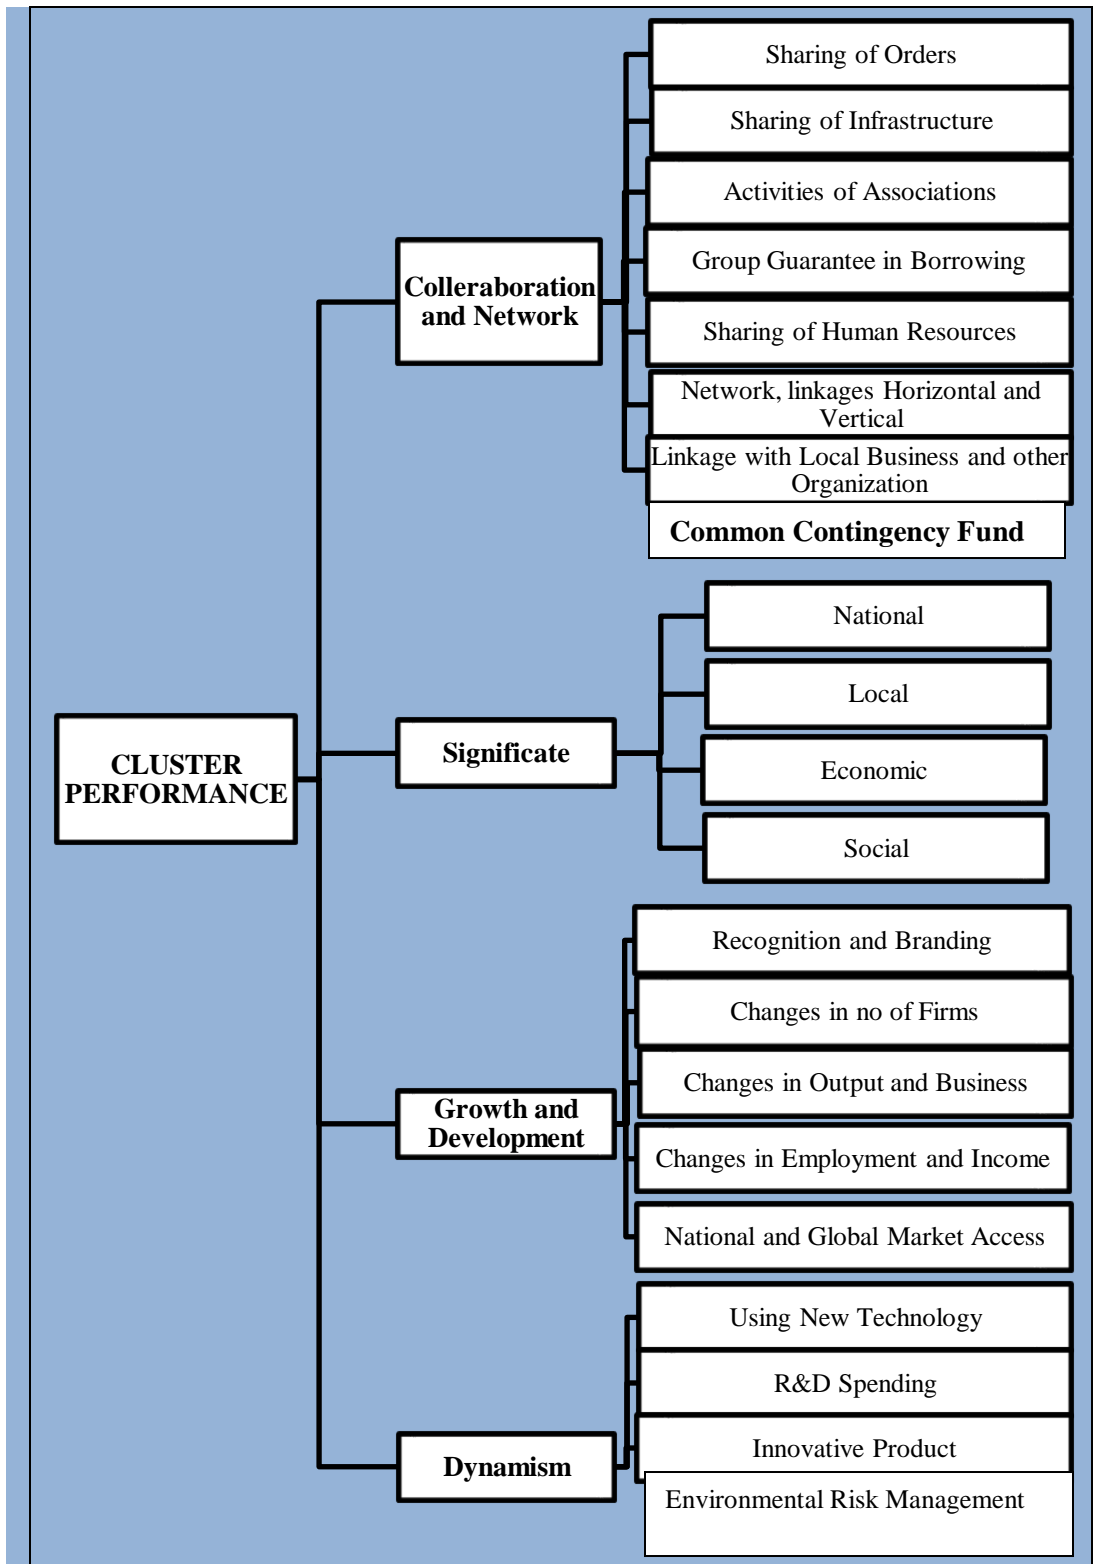 CLUSTER
PERFORMANCE
Colleraboration
and Network
Sharing of Orders
Sharing of Infrastructure
Activities of Associations
Group Guarantee in Borrowing
Sharing of Human Resources
Network, linkages Horizontal and
Vertical
Linkage with Local Business and other
Organization
Common Contingency Fund
Significate
National
Local
Economic
Social
Growth and
Development
Recognition and Branding
Changes in no of Firms
Changes in Output and Business
Changes in Employment and Income
National and Global Market Access
Dynamism
Using New Technology
R&D Spending
Innovative Product
Environmental Risk Management